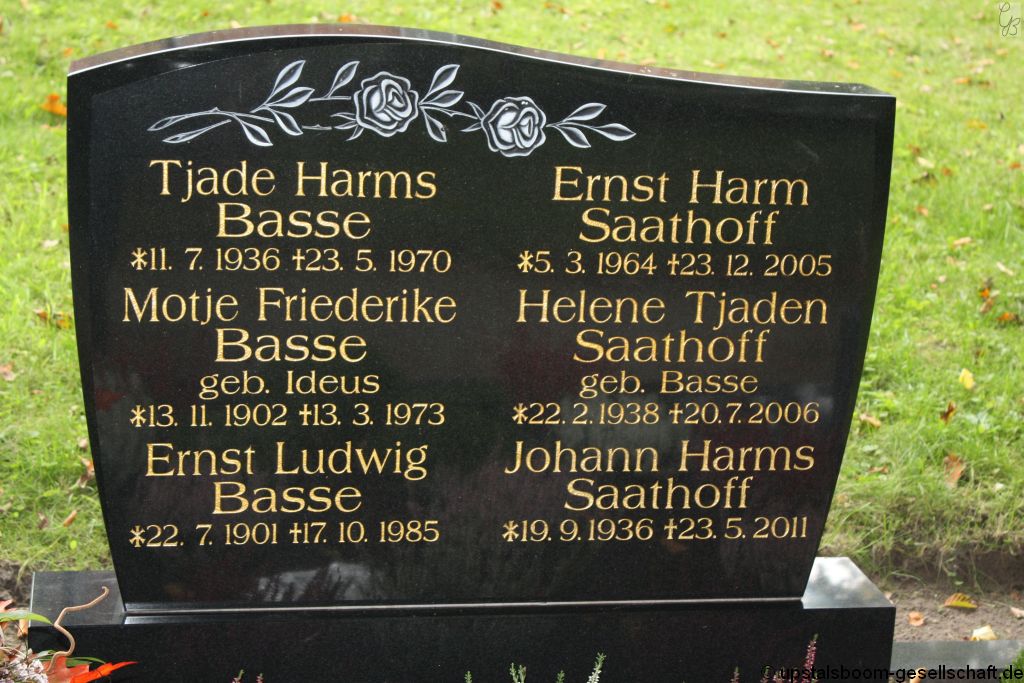 Tjade Harms
Basse
*11. 7. 1936 †23. 5. 1970
Motje Friederike
Basse
geb. Ideus
*13. 11. 1902 †13. 3. 1973
Ernst Ludwig
Basse
*22. 7. 1901 †17. 10. 1985
Ernst Harm
Saathoff
*5. 3. 1964 †23. 12. 2005
Helene Tjaden
Saathoff
geb. Basse
*22. 2. 1938 †20. 7. 2006
Johann Harms
Saathoff
*19. 9. 1936 †23. 5. 2011
© upstalsboom-gesellschaft.de